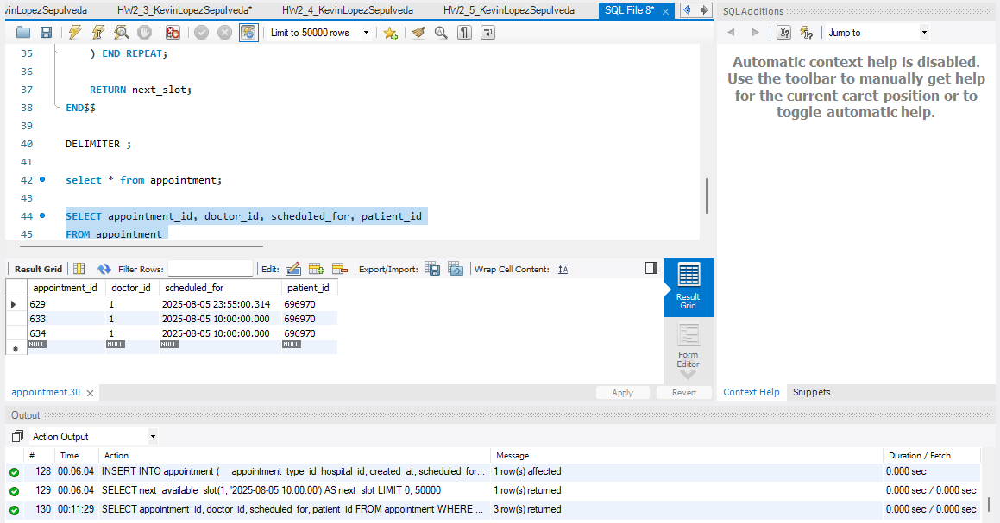 vinLopezSepulveda HW2_3_KevinLopezSepulveda* HW2_4_KevinLopezSepulveda HW2_5_KevinLopezSepulveda SQL File 8* SQLAdditions
Limit to 50000 rows Jump to
35 ) END REPEAT;
36
37 RETURN next_slot;
38 END$$
39
40 DELIMITER ;
41
42 select * from appointment;
43
44 SELECT appointment_id, doctor_id, scheduled_for, patient_id
45 FROM appointment
Automatic context help is disabled.
Use the toolbar to manually get help
for the current caret position or to
toggle automatic help.
Result Grid Filter Rows: Edit: Export/Import: Wrap Cell Content:
appointment_id doctor_id scheduled_for patient_id
629 1 2025-08-05 23:55:00.314 696970
633 1 2025-08-05 10:00:00.000 696970
634 1 2025-08-05 10:00:00.000 696970
NULL NULL NULL NULL
Result
Grid
Form
Editor
appointment 30 Apply Revert
Context Help Snippets
Output
Action Output
# Time Action Message Duration / Fetch
128 00:06:04 INSERT INTO appointment ( appointment_type_id, hospital_id, created_at, scheduled_for... 1 row(s) affected 0.000 sec
129 00:06:04 SELECT next_available_slot(1, '2025-08-05 10:00:00') AS next_slot LIMIT 0, 50000 1 row(s) returned 0.000 sec / 0.000 sec
130 00:11:29 SELECT appointment_id, doctor_id, scheduled_for, patient_id FROM appointment WHERE ... 3 row(s) returned 0.000 sec / 0.000 sec